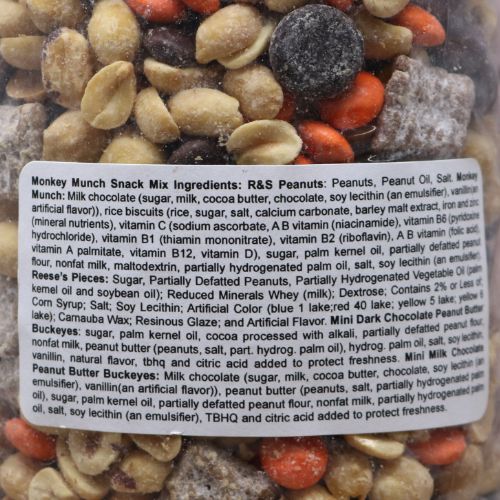 Monkey Munch Snack Mix Ingredients: R&S Peanuts: Peanuts, Peanut Oil, Salt. Monkey
Munch: Milk chocolate (sugar, milk, cocoa butter, chocolate, soy lecithin (an emulsifier), vanillin(an
artificial flavor)), rice biscuits (rice, sugar, salt, calcium carbonate, barley malt extract, iron and zinc
(mineral nutrients), vitamin C (sodium ascorbate, A B vitamin (niacinamide), vitamin B6 (pyridoxine
hydrochloride), vitamin B1 (thiamin mononitrate), vitamin B2 (riboflavin), A B vitamin (folic acid),
vitamin A palmitate, vitamin B12, vitamin D), sugar, palm kernel oil, partially defatted peanut
flour, nonfat milk, maltodextrin, partially hydrogenated palm oil, salt, soy lecithin (an emulsifier).
Reese's Pieces: Sugar, Partially Defatted Peanuts, Partially Hydrogenated Vegetable Oil (palm
kernel oil and soybean oil); Reduced Minerals Whey (milk); Dextrose; Contains 2% or Less of:
Corn Syrup; Salt; Soy Lecithin; Artificial Color (blue 1 lake;red 40 lake; yellow 5 lake; yellow 6
lake); Carnauba Wax; Resinous Glaze; and Artificial Flavor. Mini Dark Chocolate Peanut Butter
Buckeyes: sugar, palm kernel oil, cocoa processed with alkali, partially defatted peanut flour,
nonfat milk, peanut butter (peanuts, salt, part. hydrog. palm oil), hydrog. palm oil, salt, soy lecithin,
vanillin, natural flavor, tbhq and citric acid added to protect freshness. Mini Milk Chocolate
Peanut Butter Buckeyes: Milk chocolate (sugar, milk, cocoa butter, chocolate, soy lecithin (an
emulsifier), vanillin(an artificial flavor)), peanut butter (peanuts, salt, partially hydrogenated palm
oil), sugar, palm kernel oil, partially defatted peanut flour, nonfat milk, partially hydrogenated palm
oil, salt, soy lecithin (an emulsifier), TBHQ and citric acid added to protect freshness.